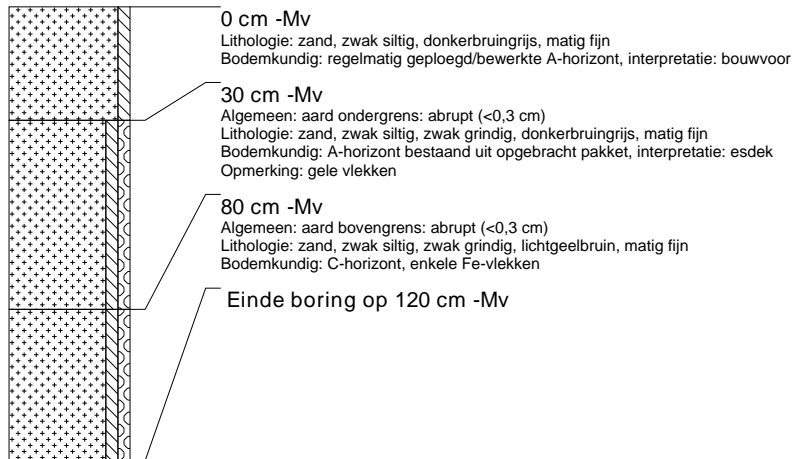 0 cm -Mv
Lithologie: zand, zwak siltig, donkerbruingrijs, matig fijn
Bodemkundig: regelmatig geploegd/bewerkte A-horizont, interpretatie: bouwvoor
30 cm -Mv
Algemeen: aard ondergrens: abrupt (<0,3 cm)
Lithologie: zand, zwak siltig, zwak grindig, donkerbruingrijs, matig fijn
Bodemkundig: A-horizont bestaand uit opgebracht pakket, interpretatie: esdek
Opmerking: gele vlekken
80 cm -Mv
Algemeen: aard bovengrens: abrupt (<0,3 cm)
Lithologie: zand, zwak siltig, zwak grindig, lichtgeelbruin, matig fijn
Bodemkundig: C-horizont, enkele Fe-vlekken
Einde boring op 120 cm -Mv